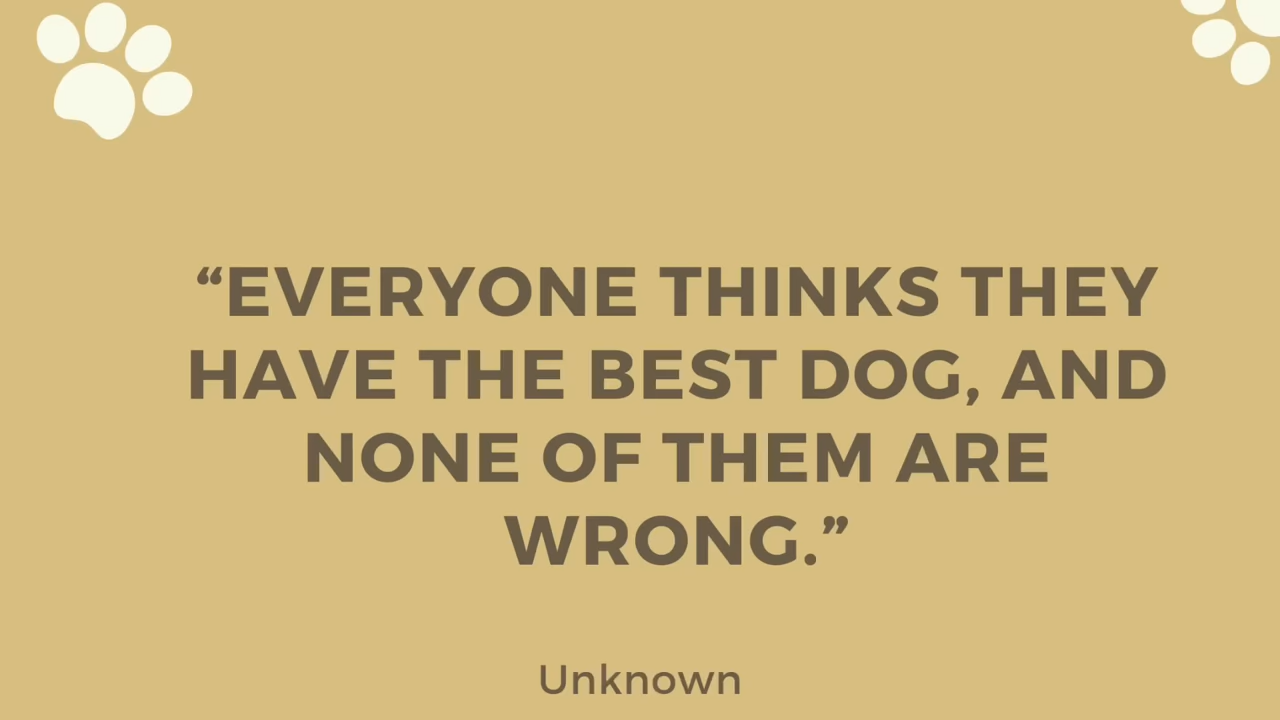 “EVERYONE THINKS THEY
HAVE THE BEST DOG, AND
NONE OF THEM ARE
WRONG.”
Unknown